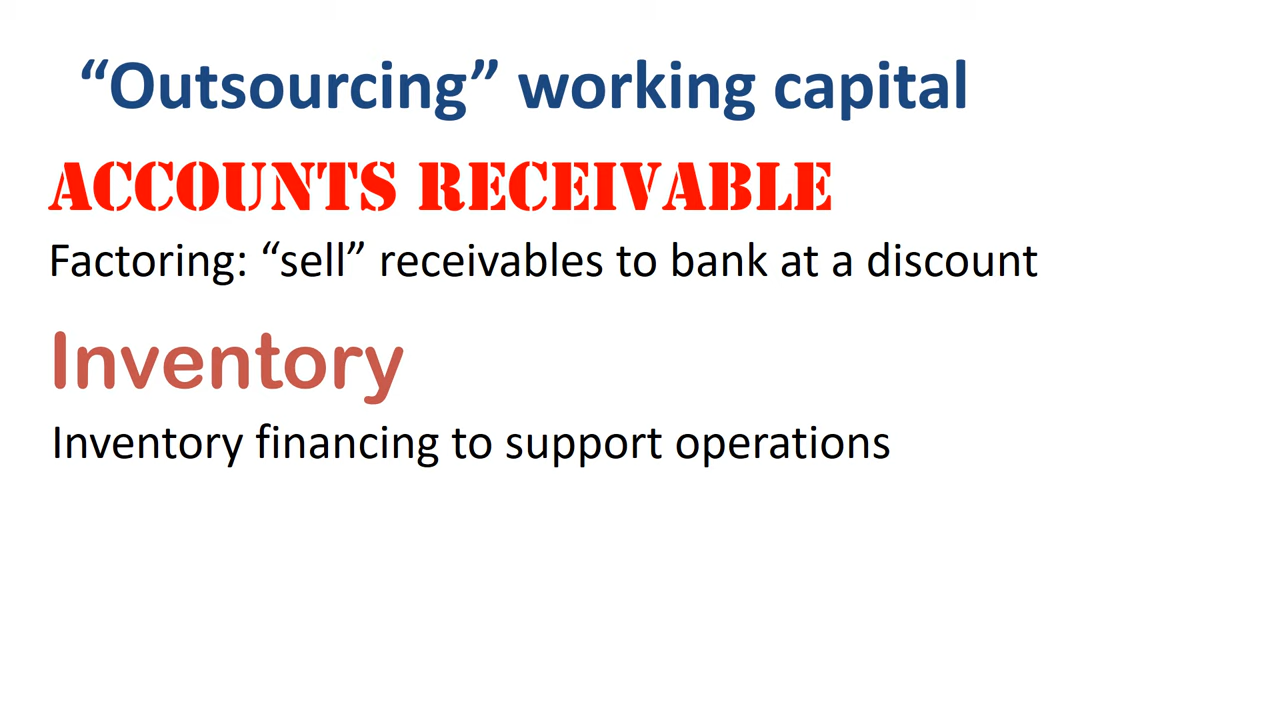 “Outsourcing” working capital
ACCOUNTS RECEIVABLE
Factoring: “sell” receivables to bank at a discount
Inventory
Inventory financing to support operations